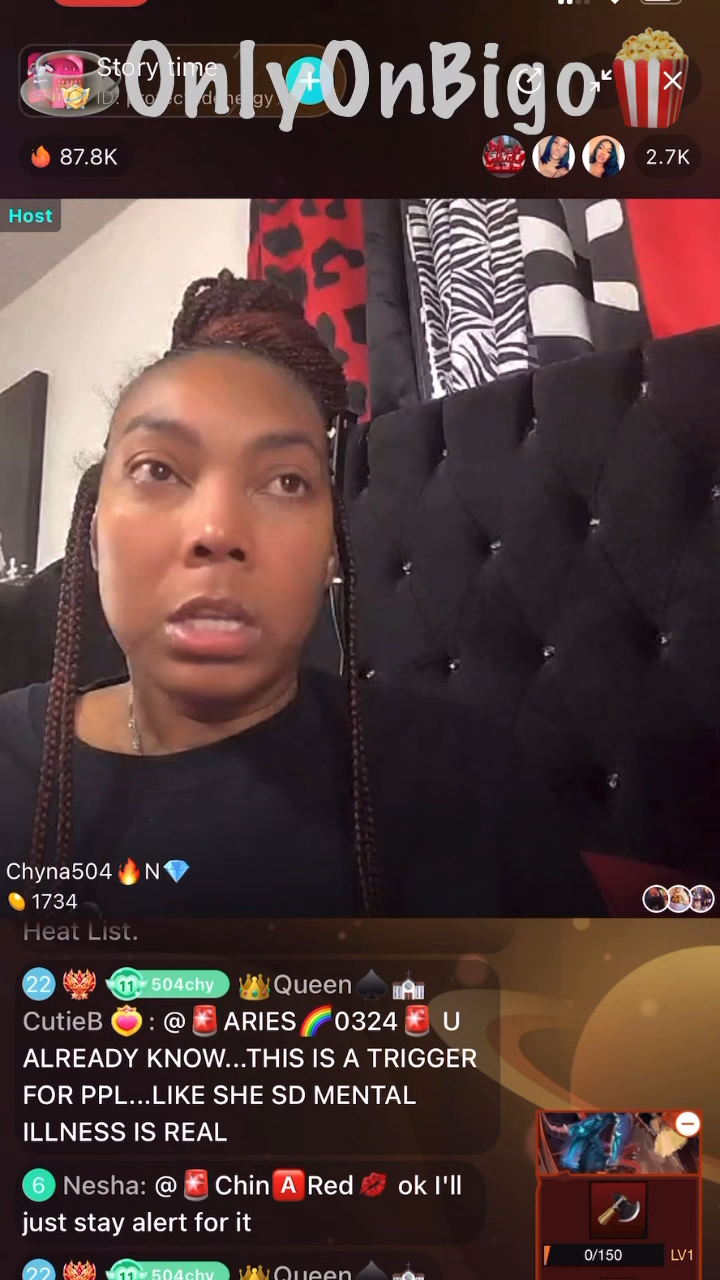 OnlyOnBigo
Story time
87.8K
2.7K
Host
Chyna504🔥N💎
1734
Heat List.
22 11 504chy 👑Queen♠️💒
CutieB 🍑 : @🚨ARIES🌈0324🚨 U
ALREADY KNOW...THIS IS A TRIGGER
FOR PPL...LIKE SHE SD MENTAL
ILLNESS IS REAL
6 Nesha: @🚨Chin🅰️Red💋 ok I'll
just stay alert for it
0/150 LV1
22 11 504chy 👑Queen♠️💒